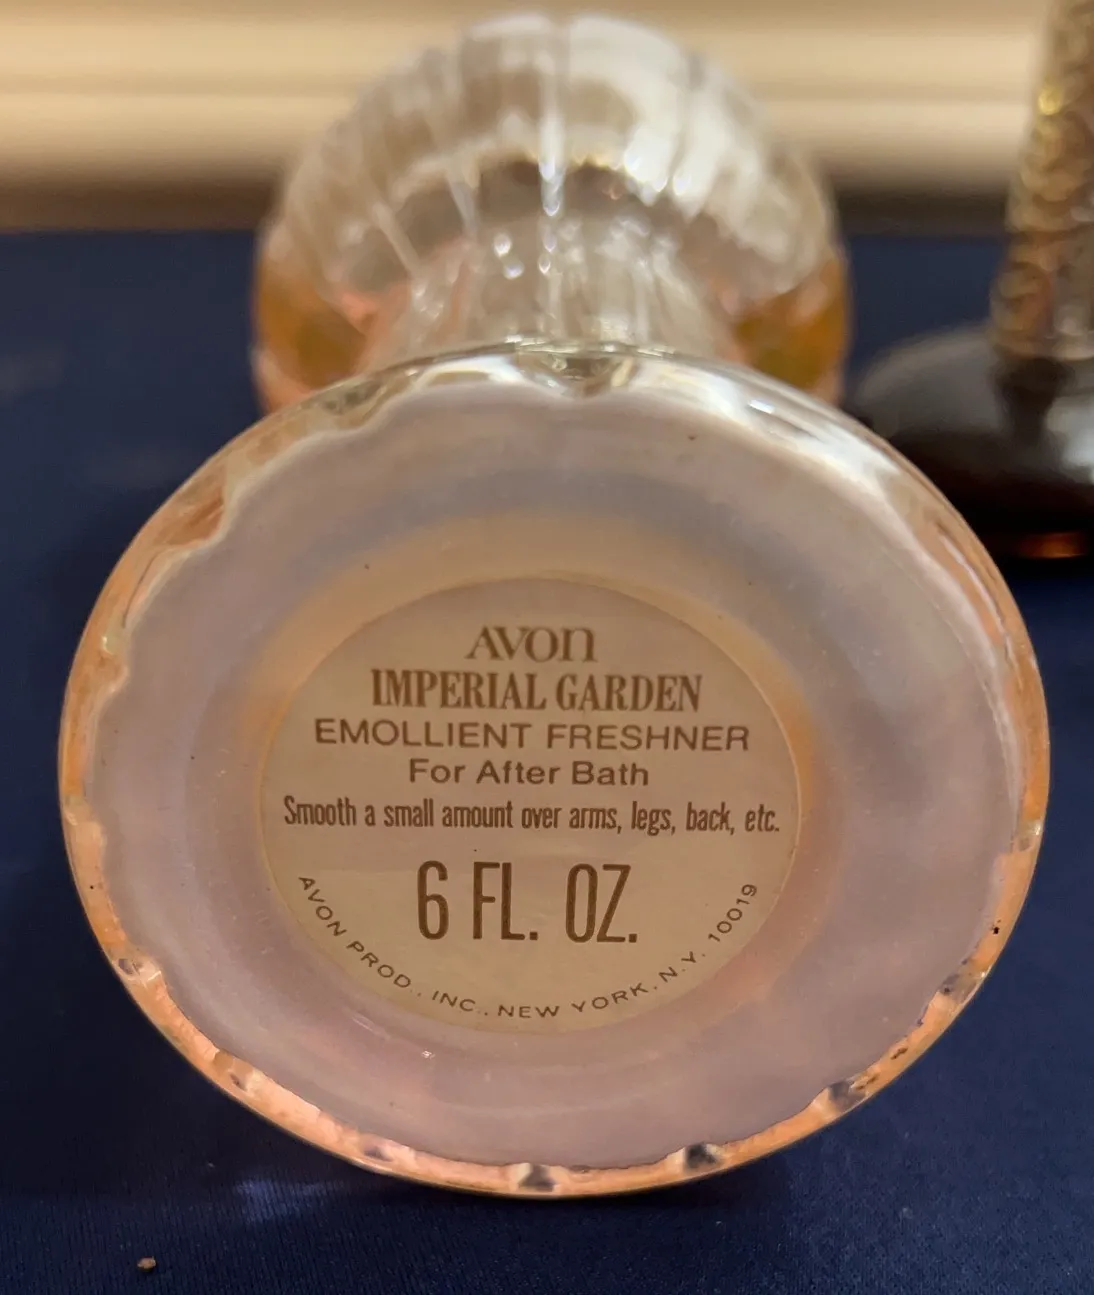 AVON
IMPERIAL GARDEN
EMOLLIENT FRESHNER
For After Bath
Smooth a small amount over arms, legs, back, etc.
6 FL. OZ.
AVON PROD., INC., NEW YORK, N.Y. 10019